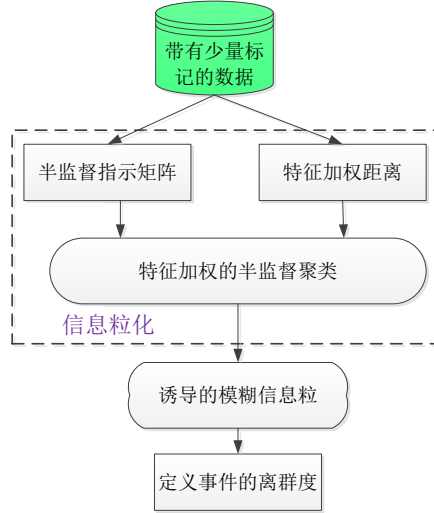 带有少量标
记的数据
半监督指示矩阵
特征加权距离
特征加权的半监督聚类
信息粒化
诱导的模糊信息粒
定义事件的离群度